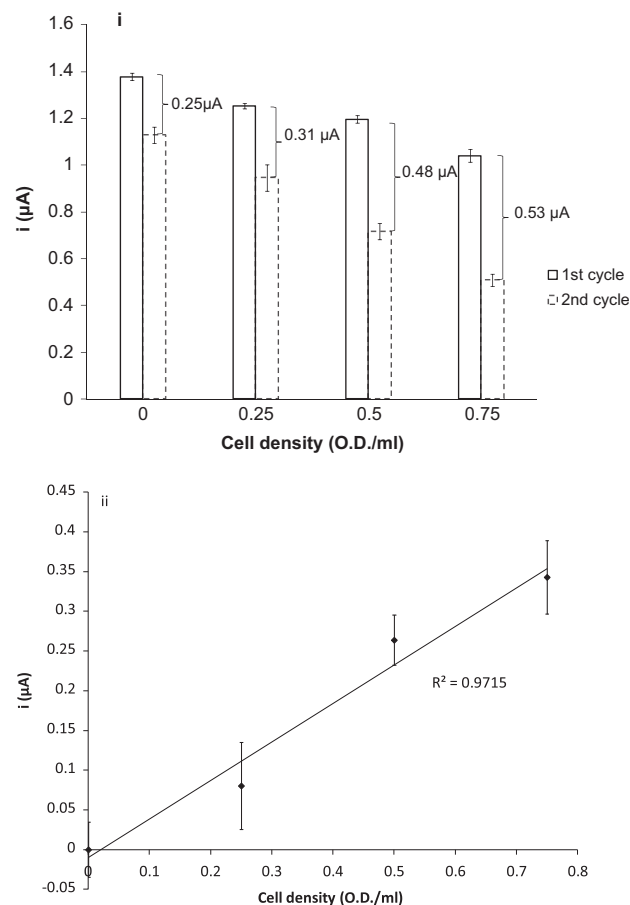 i
1.6
1.4
1.2
1
0.8
0.6
0.4
0.2
0
i (µA)
0.25µA
0.31 µA
0.48 µA
0.53 µA
1st cycle
2nd cycle
0 0.25 0.5 0.75
Cell density (O.D./ml)
ii
0.45
0.4
0.35
0.3
0.25
0.2
0.15
0.1
0.05
0
-0.05
i (µA)
R² = 0.9715
0 0.1 0.2 0.3 0.4 0.5 0.6 0.7 0.8
Cell density (O.D./ml)